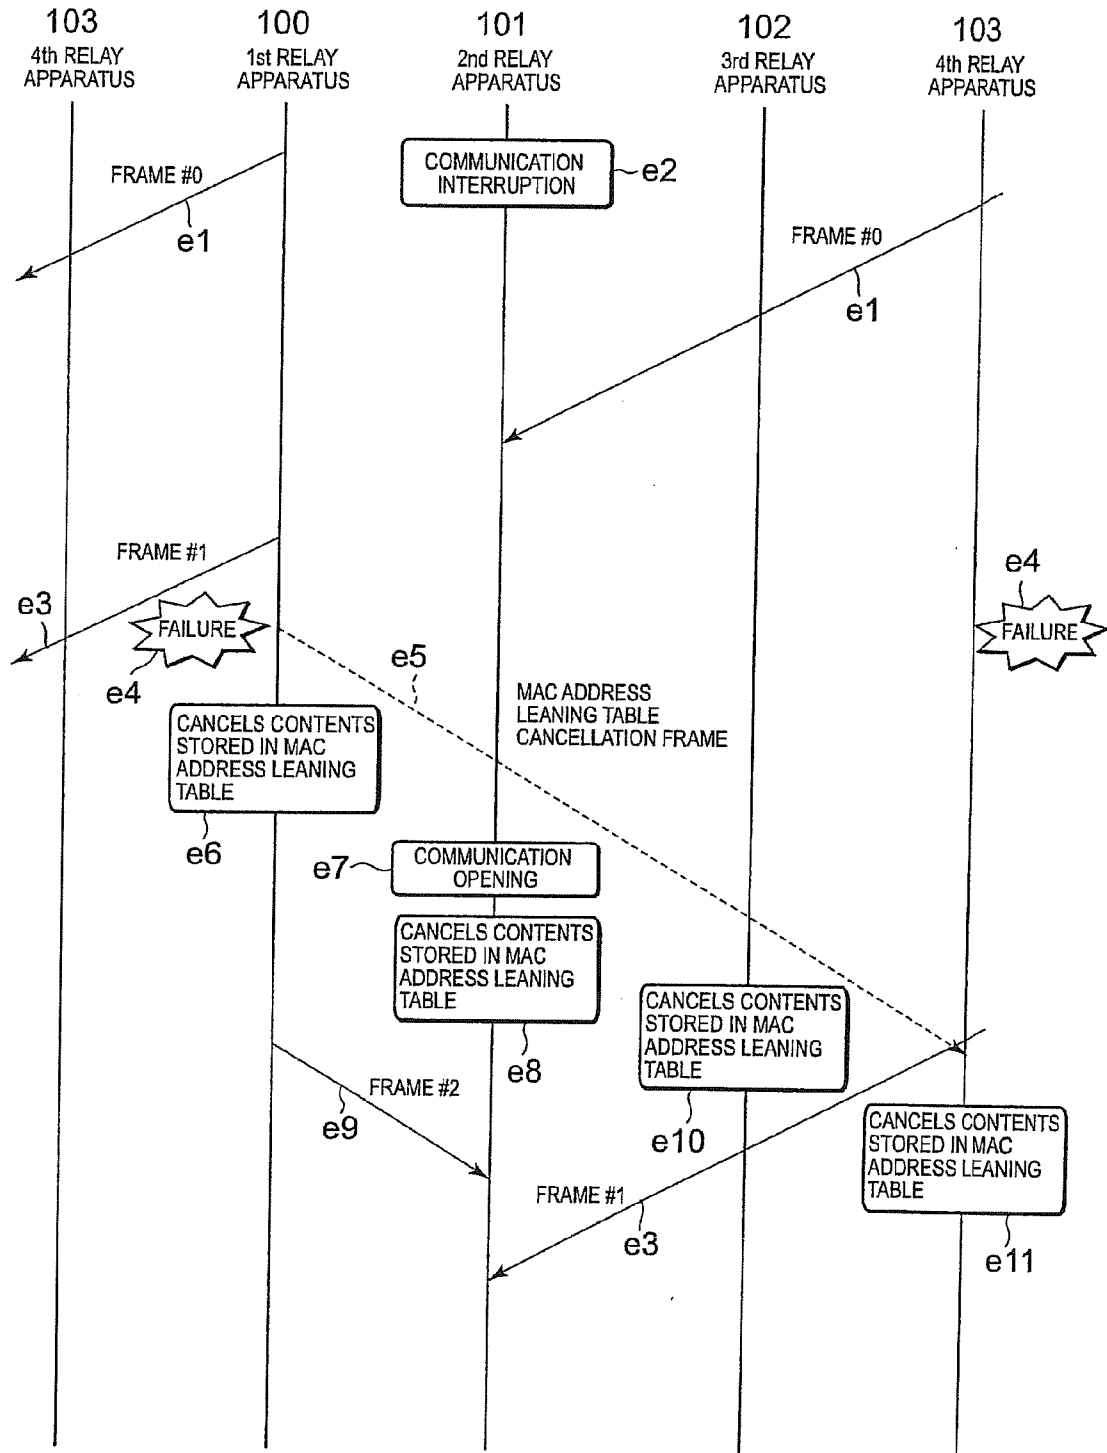 103
4th RELAY
APPARATUS
100
1st RELAY
APPARATUS
101
2nd RELAY
APPARATUS
102
3rd RELAY
APPARATUS
103
4th RELAY
APPARATUS
COMMUNICATION
INTERRUPTION
e2
FRAME #0
e1
FRAME #0
e1
FRAME #1
e3
FAILURE
e4
e4
FAILURE
e5
MAC ADDRESS
LEANING TABLE
CANCELLATION FRAME
CANCELS CONTENTS
STORED IN MAC
ADDRESS LEANING
TABLE
e6
e7
COMMUNICATION
OPENING
CANCELS CONTENTS
STORED IN MAC
ADDRESS LEANING
TABLE
e8
CANCELS CONTENTS
STORED IN MAC
ADDRESS LEANING
TABLE
e10
FRAME #2
e9
CANCELS CONTENTS
STORED IN MAC
ADDRESS LEANING
TABLE
e11
FRAME #1
e3